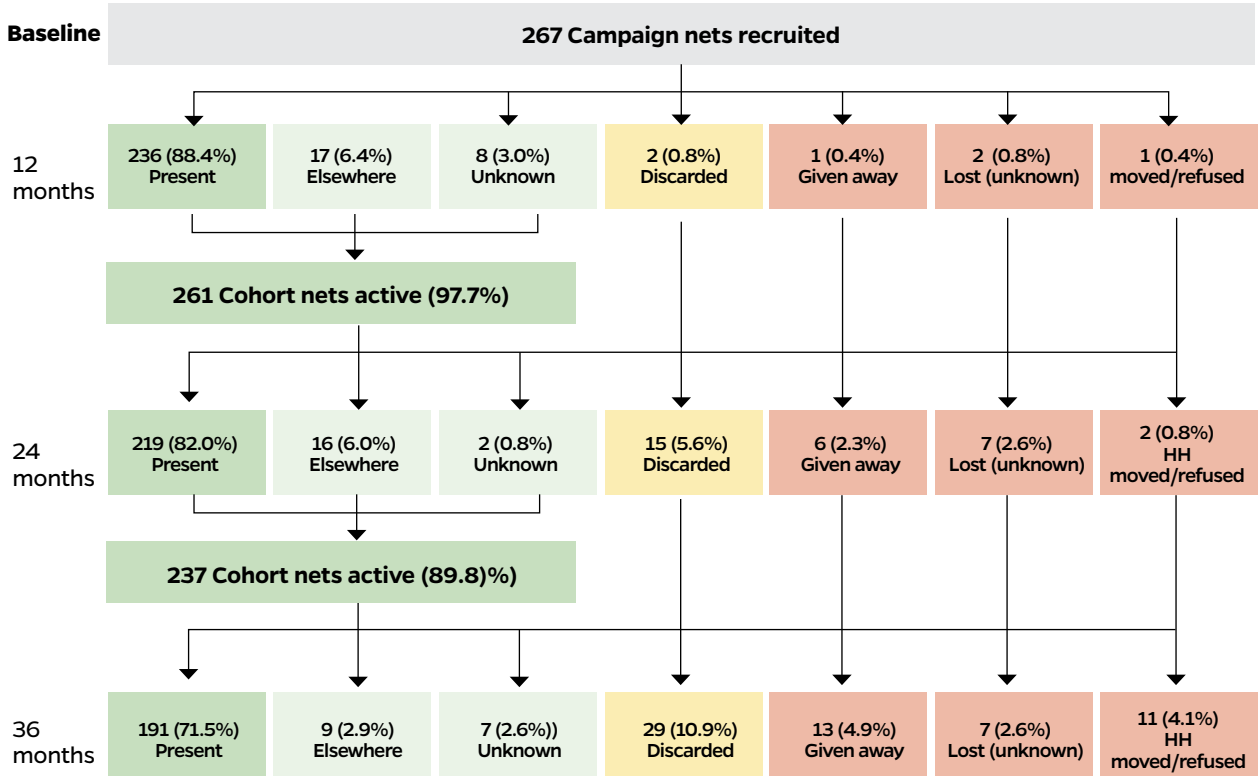 Baseline
267 Campaign nets recruited
12
months
236 (88.4%)
Present
17 (6.4%)
Elsewhere
8 (3.0%)
Unknown
2 (0.8%)
Discarded
1 (0.4%)
Given away
2 (0.8%)
Lost (unknown)
1 (0.4%)
moved/refused
261 Cohort nets active (97.7%)
24
months
219 (82.0%)
Present
16 (6.0%)
Elsewhere
2 (0.8%)
Unknown
15 (5.6%)
Discarded
6 (2.3%)
Given away
7 (2.6%)
Lost (unknown)
2 (0.8%)
HH
moved/refused
237 Cohort nets active (89.8)%)
36
months
191 (71.5%)
Present
9 (2.9%)
Elsewhere
7 (2.6%))
Unknown
29 (10.9%)
Discarded
13 (4.9%)
Given away
7 (2.6%)
Lost (unknown)
11 (4.1%)
HH
moved/refused